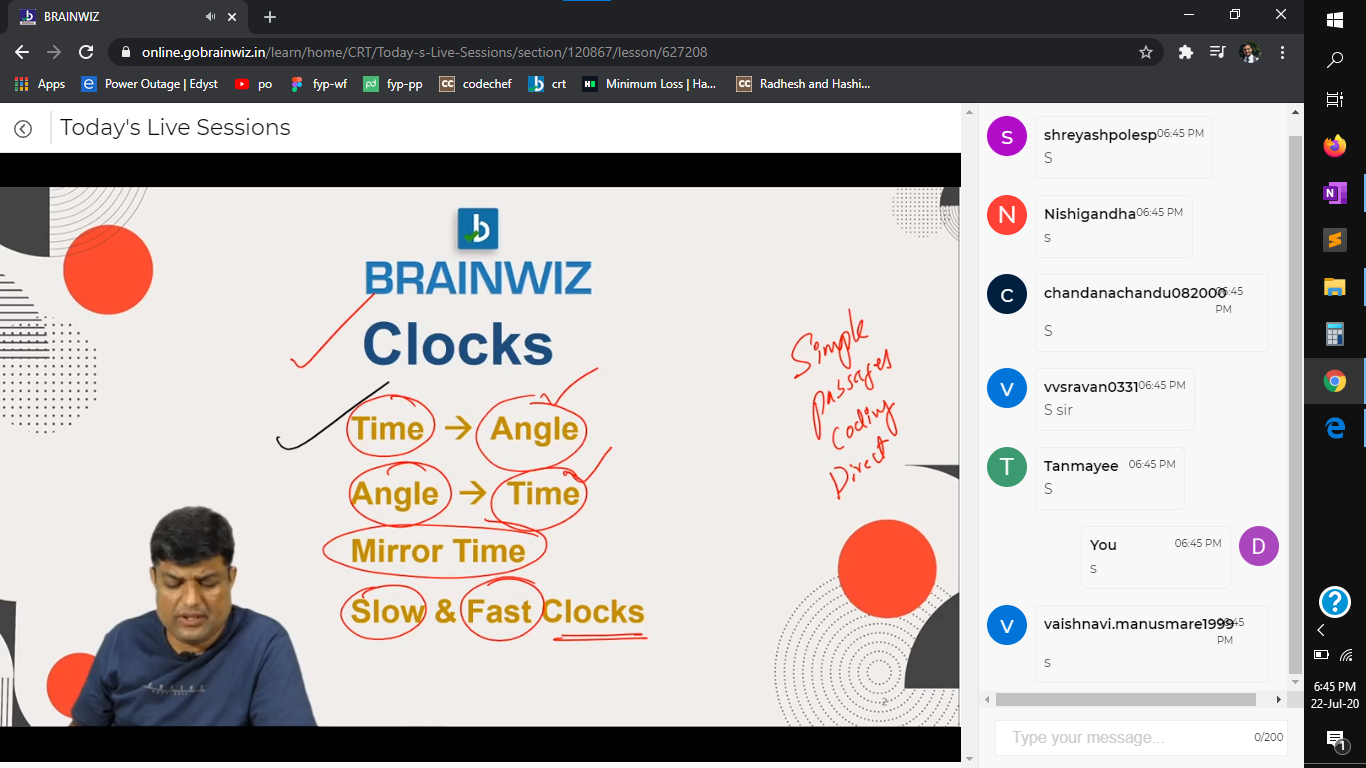 BRAINWIZ
online.gobrainwiz.in/learn/home/CRT/Today-s-Live-Sessions/section/120867/lesson/627208
Apps
Power Outage | Edyst
po
fyp-wf
fyp-pp
codechef
crt
Minimum Loss | Ha...
Radhesh and Hashi...
Today's Live Sessions
b
BRAINWIZ
Clocks
Time → Angle
Angle → Time
Mirror Time
Slow & Fast Clocks
Simple
passages
Coding
Direct
2
S
shreyashpolesp 06:45 PM
S
N
Nishigandha 06:45 PM
s
C
chandanachandu082000 06:45
PM
S
V
vvsravan0331 06:45 PM
S sir
T
Tanmayee 06:45 PM
S
You 06:45 PM
D
s
V
vaishnavi.manusmare1999 06:45
PM
s
Type your message... 0/200
6:45 PM
22-Jul-20
1